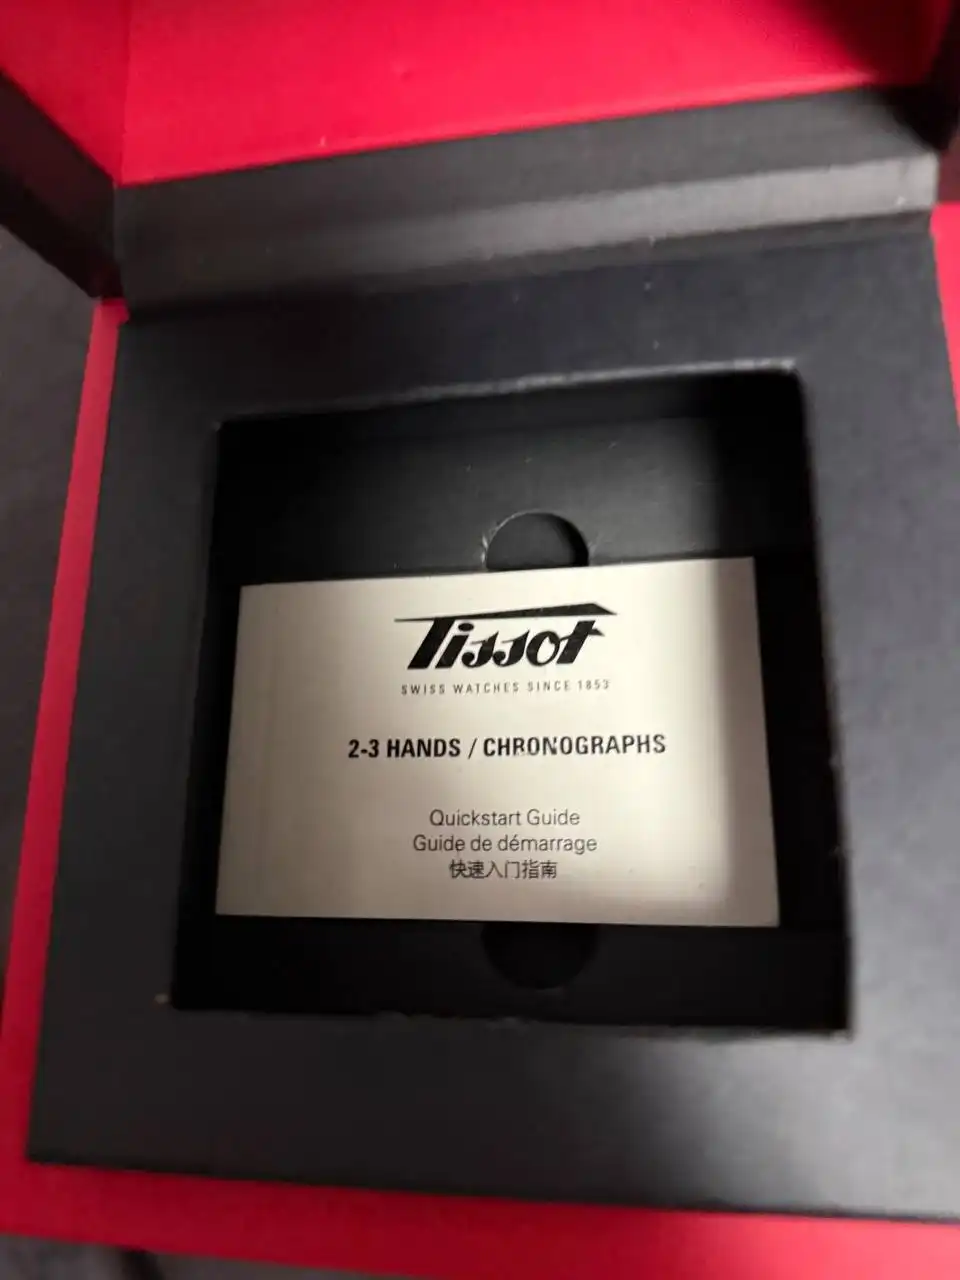 Tissot
SWISS WATCHES SINCE 1853
2-3 HANDS / CHRONOGRAPHS
Quickstart Guide
Guide de démarrage
快速入门指南